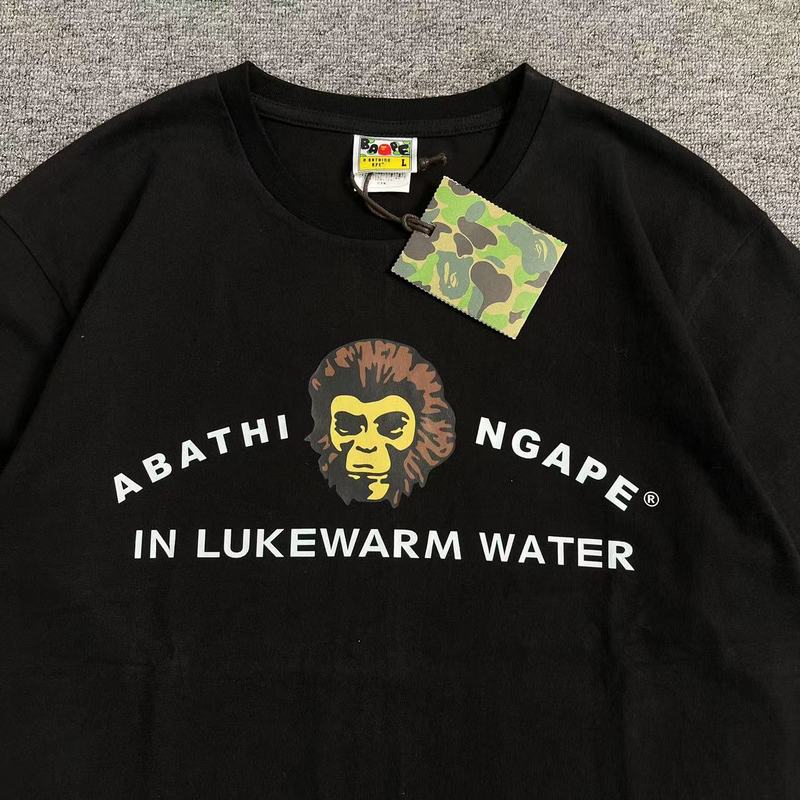 BAPE
A BATHING
APE
L
ABATHI NGAPE®
IN LUKEWARM WATER